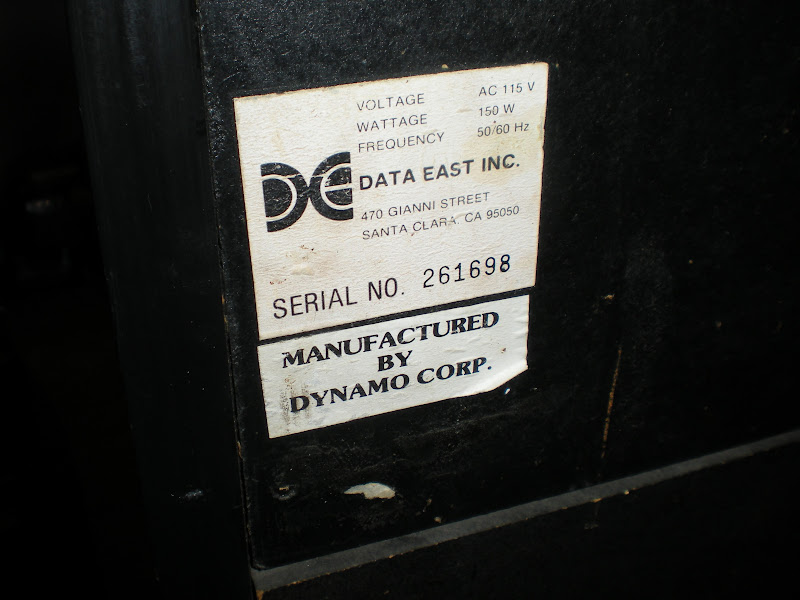 VOLTAGE AC 115 V
WATTAGE 150 W
FREQUENCY 50/60 Hz
DE
DATA EAST INC.
470 GIANNI STREET
SANTA CLARA, CA 95050
SERIAL NO. 261698
MANUFACTURED
BY
DYNAMO CORP.